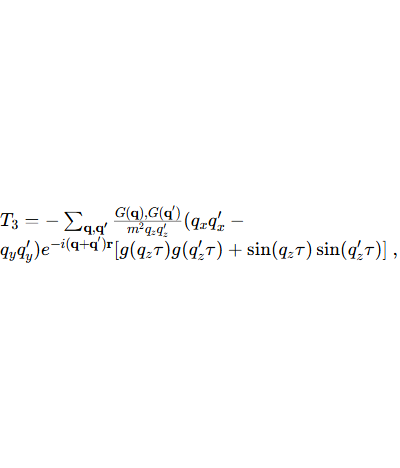 $T_3 = -\sum_{\mathbf{q},\mathbf{q'}} \frac{G(\mathbf{q}),G(\mathbf{q}')}{m^2 q_z q_z'}(q_x q_x' -$
$q_y q_y')e^{-i(\mathbf{q}+\mathbf{q}')\mathbf{r}}[g(q_z\tau)g(q_z'\tau) + \sin(q_z\tau)\sin(q_z'\tau)]\ ,$